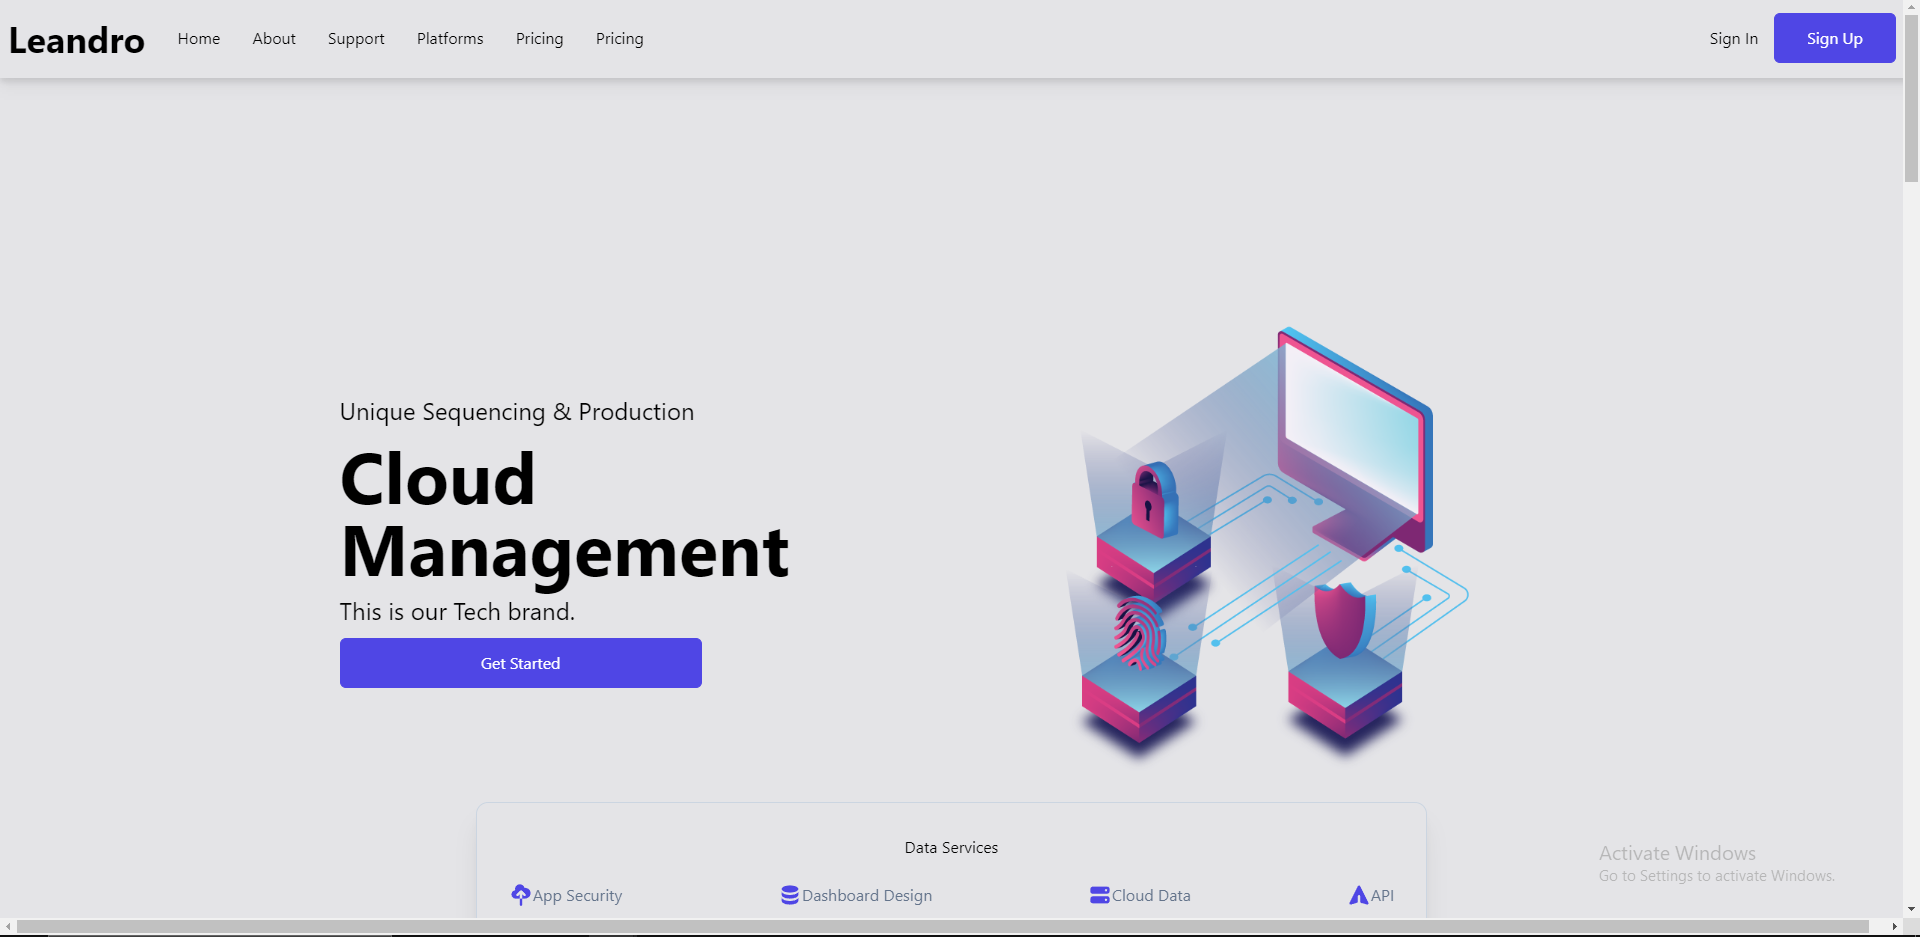 Leandro Home About Support Platforms Pricing Pricing Sign In Sign Up
Unique Sequencing & Production
Cloud
Management
This is our Tech brand.
Get Started
Data Services
App Security Dashboard Design Cloud Data API
Activate Windows
Go to Settings to activate Windows.